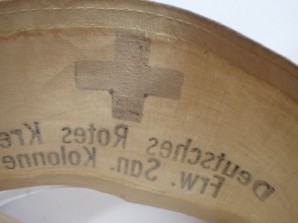 Deutsches Rotes Kre
Frw. San. Kolonne